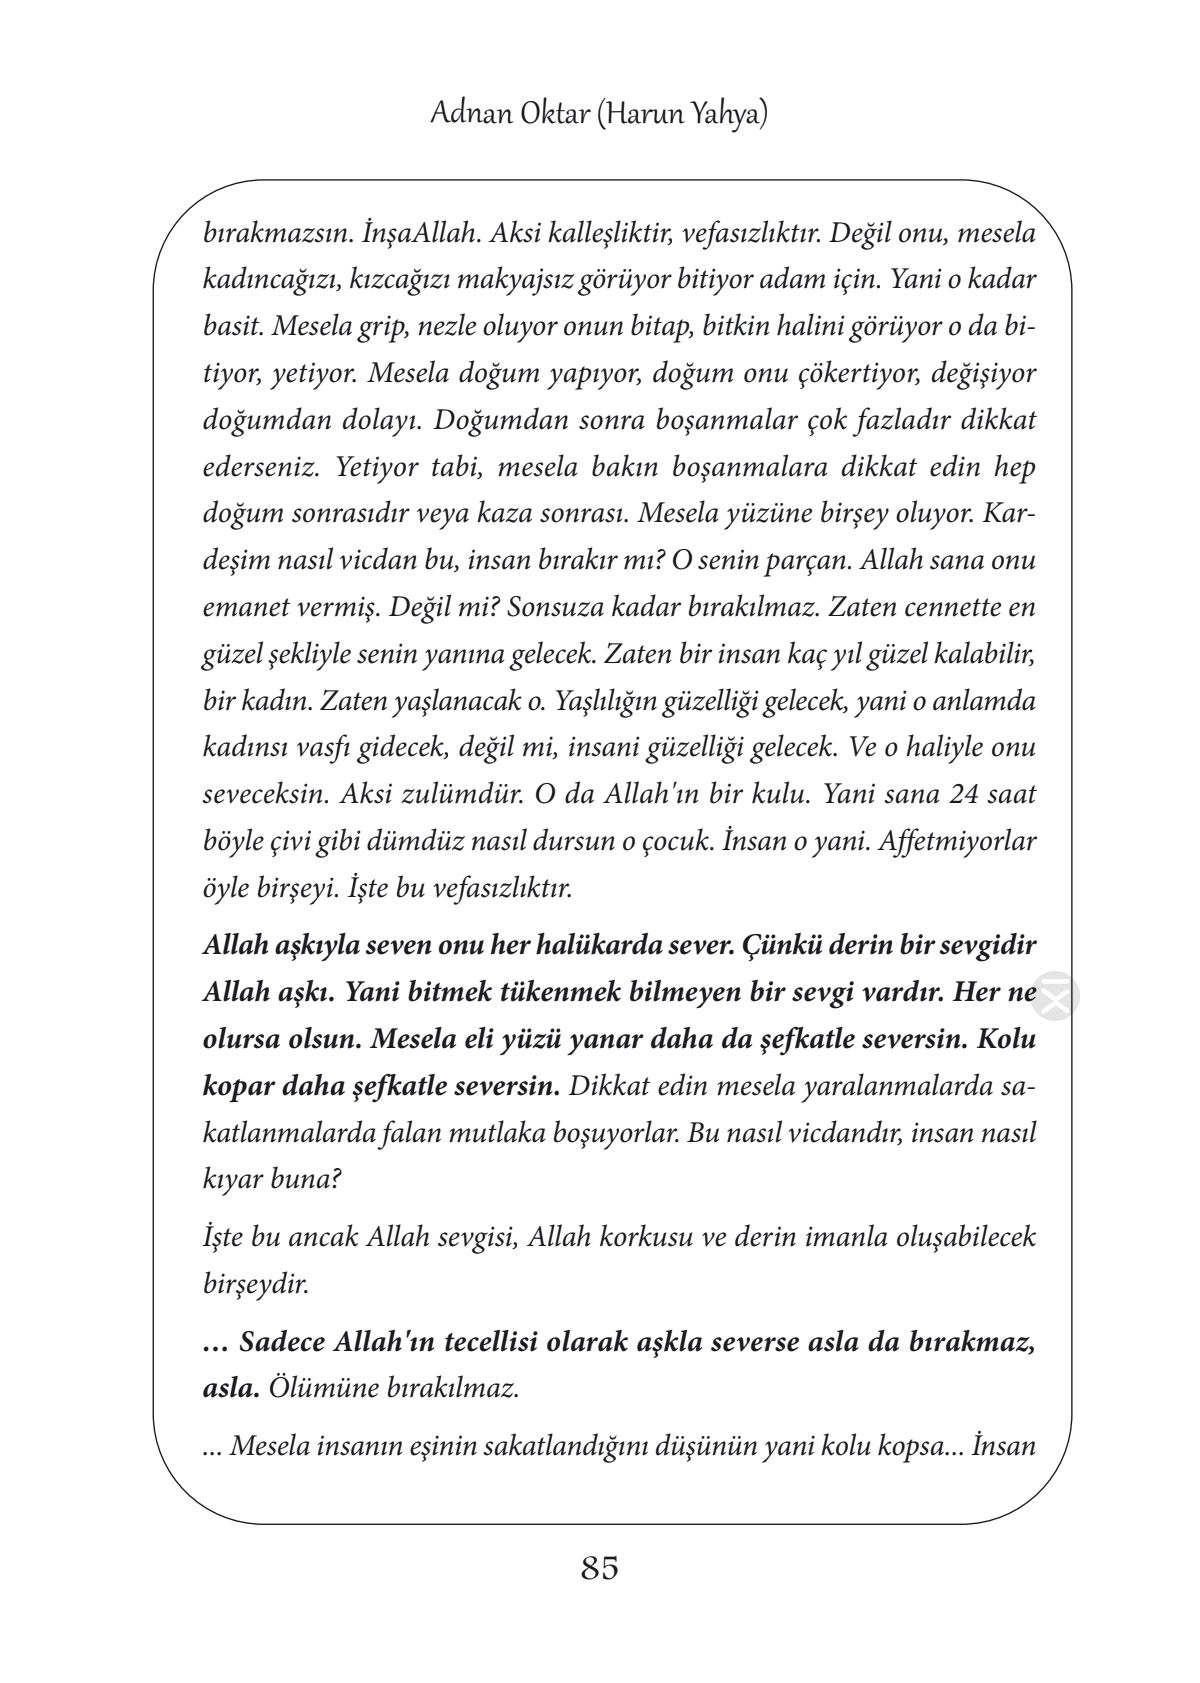 Adnan Oktar (Harun Yahya)
bırakmazsın. İnşaAllah. Aksi kalleşliktir, vefasızlıktır. Değil onu, mesela
kadıncağızı, kızcağızı makyajsız görüyor bitiyor adam için. Yani o kadar
basit. Mesela grip, nezle oluyor onun bitap, bitkin halini görüyor o da bi-
tiyor, yetiyor. Mesela doğum yapıyor, doğum onu çökertiyor, değişiyor
doğumdan dolayı. Doğumdan sonra boşanmalar çok fazladır dikkat
ederseniz. Yetiyor tabi, mesela bakın boşanmalara dikkat edin hep
doğum sonrasıdır veya kaza sonrası. Mesela yüzüne birşey oluyor. Kar-
deşim nasıl vicdan bu, insan bırakır mı? O senin parçan. Allah sana onu
emanet vermiş. Değil mi? Sonsuza kadar bırakılmaz. Zaten cennette en
güzel şekliyle senin yanına gelecek. Zaten bir insan kaç yıl güzel kalabilir,
bir kadın. Zaten yaşlanacak o. Yaşlılığın güzelliği gelecek, yani o anlamda
kadınsı vasfı gidecek, değil mi, insani güzelliği gelecek. Ve o haliyle onu
seveceksin. Aksi zulümdür. O da Allah'ın bir kulu. Yani sana 24 saat
böyle çivi gibi dümdüz nasıl dursun o çocuk. İnsan o yani. Affetmiyorlar
öyle birşeyi. İşte bu vefasızlıktır.
Allah aşkıyla seven onu her halükarda sever. Çünkü derin bir sevgidir
Allah aşkı. Yani bitmek tükenmek bilmeyen bir sevgi vardır. Her ne
olursa olsun. Mesela eli yüzü yanar daha da şefkatle seversin. Kolu
kopar daha şefkatle seversin. Dikkat edin mesela yaralanmalarda sa-
katlanmalarda falan mutlaka boşuyorlar. Bu nasıl vicdandır, insan nasıl
kıyar buna?
İşte bu ancak Allah sevgisi, Allah korkusu ve derin imanla oluşabilecek
birşeydir.
… Sadece Allah'ın tecellisi olarak aşkla severse asla da bırakmaz,
asla. Ölümüne bırakılmaz.
... Mesela insanın eşinin sakatlandığını düşünün yani kolu kopsa... İnsan
85